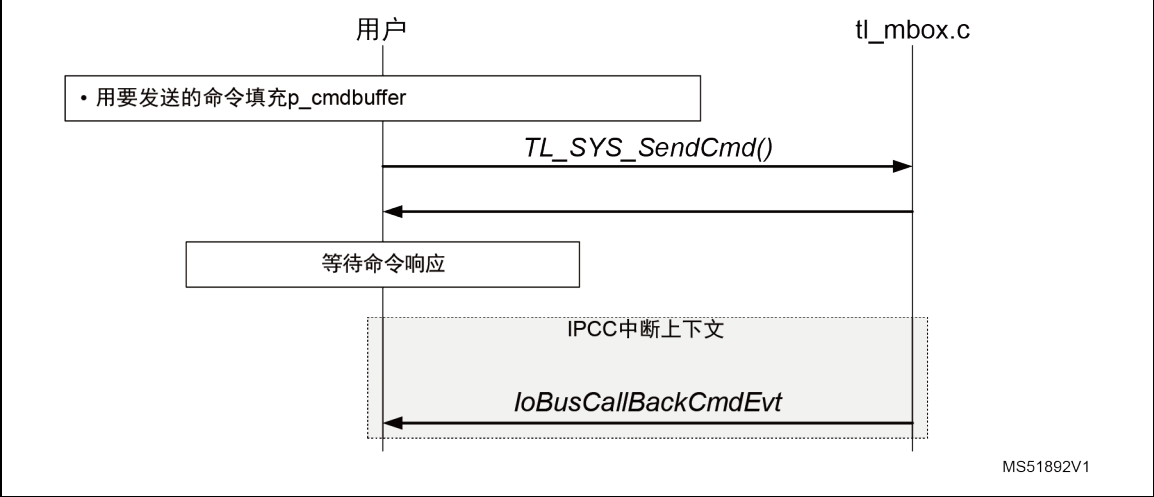 用户
tl_mbox.c
• 用要发送的命令填充p_cmdbuffer
TL_SYS_SendCmd()
等待命令响应
IPCC中断上下文
IoBusCallBackCmdEvt
MS51892V1